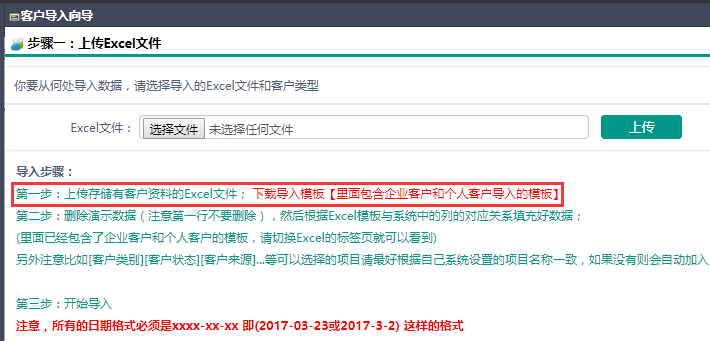 客户导入向导
步骤一：上传Excel文件
你要从何处导入数据，请选择导入的Excel文件和客户类型
Excel文件： 选择文件 未选择任何文件 上传
导入步骤：
第一步：上传存储有客户资料的Excel文件； 下载导入模板【里面包含企业客户和个人客户导入的模板】
第二步：删除演示数据（注意第一行不要删除），然后根据Excel模板与系统中的列的对应关系填充好数据；
(里面已经包含了企业客户和个人客户的模板，请切换Excel的标签页就可以看到)
另外注意比如[客户类别][客户状态][客户来源]...等可以选择的项目请最好根据自己系统设置的项目名称一致，如果没有则会自动加入
第三步：开始导入
注意，所有的日期格式必须是xxxx-xx-xx 即(2017-03-23或2017-3-2) 这样的格式